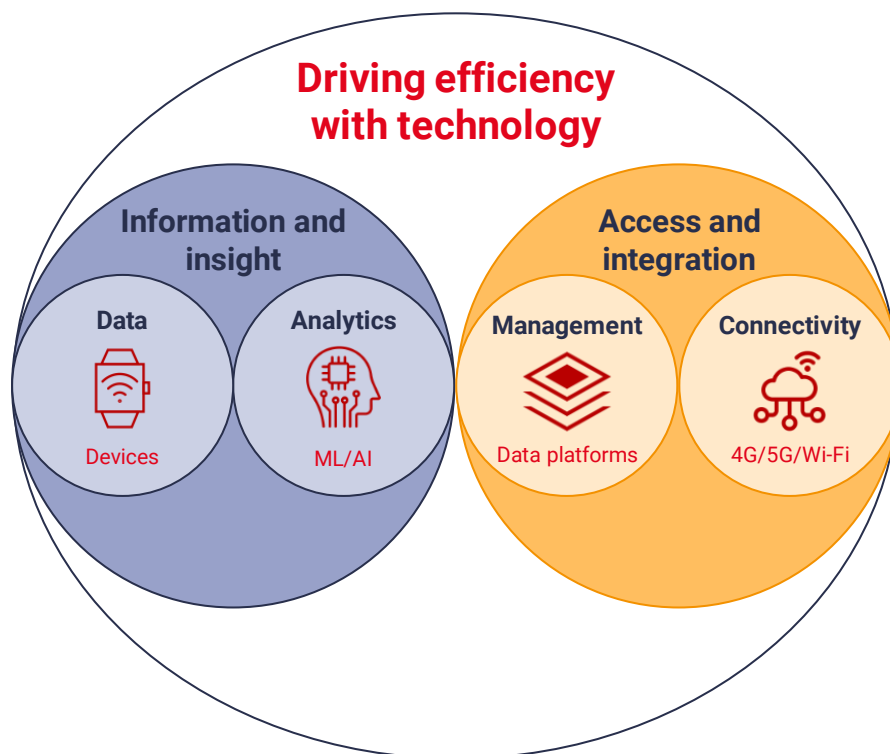 Driving efficiency
with technology
Information and
insight
Access and
integration
Data
Analytics
Management
Connectivity
Devices
ML/AI
Data platforms
4G/5G/Wi-Fi